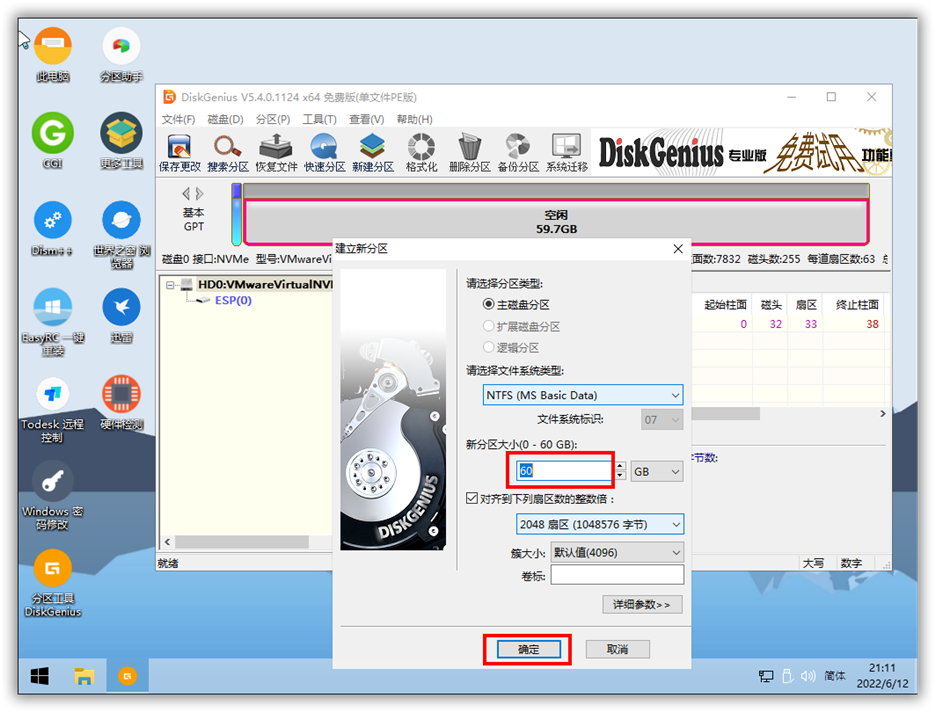 此电脑
分区助手
CGI
更多工具
Dism++
世界之窗 浏
览器
EasyRC 一键
重装
迅雷
Todesk 远程
控制
硬件检测
Windows 密
码修改
分区工具
DiskGenius
DiskGenius V5.4.0.1124 x64 免费版(单文件PE版)
文件(F) 磁盘(D) 分区(P) 工具(T) 查看(V) 帮助(H)
保存更改 搜索分区 恢复文件 快速分区 新建分区 格式化 删除分区 备份分区 系统迁移
DiskGenius 专业版 免费试用 功能
基本
GPT
空闲
59.7GB
磁盘0 接口:NVMe 型号:VMwareVi
面数:7832 磁头数:255 每道扇区数:63
HD0:VMwareVirtualNV
ESP(0)
起始柱面 磁头 扇区 终止柱面
0 32 33 38
字节数:
就绪
大写 数字
建立新分区
请选择分区类型:
主磁盘分区
扩展磁盘分区
逻辑分区
请选择文件系统类型:
NTFS (MS Basic Data)
文件系统标识: 07
新分区大小(0 - 60 GB):
60 GB
对齐到下列扇区数的整数倍：
2048 扇区 (1048576 字节)
簇大小: 默认值(4096)
卷标:
详细参数>>
确定 取消
DISKGENIUS
简体
21:11
2022/6/12